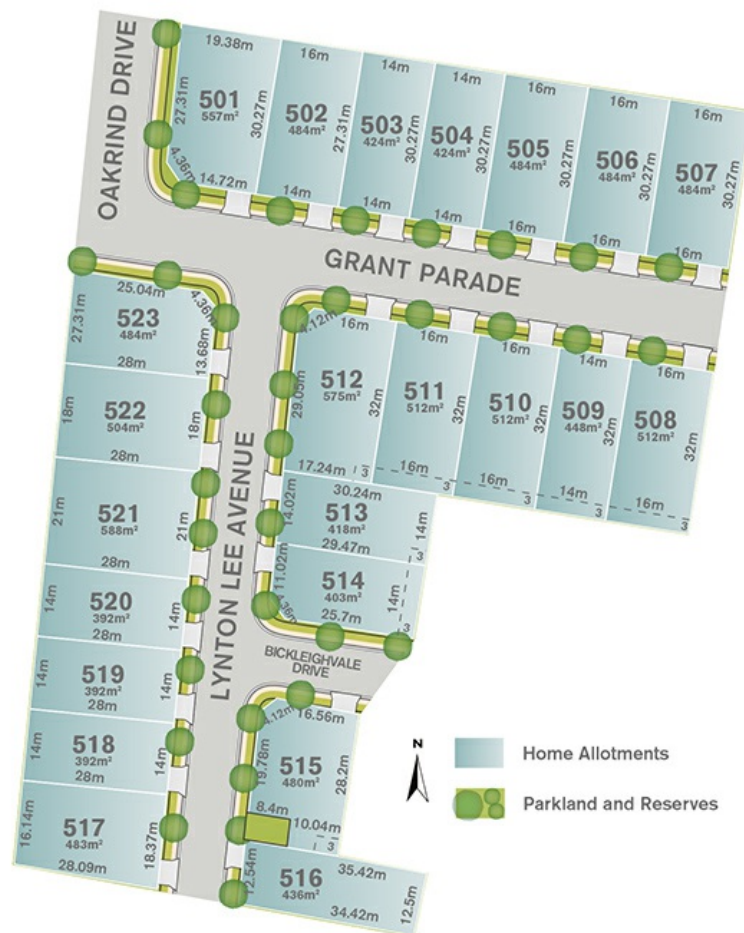 OAKRIND DRIVE
19.38m
27.31m
501
557m²
30.27m
4.36m
14.72m
16m
502
484m²
27.31m
14m
14m
503
424m²
30.27m
14m
14m
504
424m²
30.27m
14m
16m
505
484m²
30.27m
16m
16m
506
484m²
30.27m
16m
16m
507
484m²
30.27m
16m
GRANT PARADE
25.04m
4.36m
27.31m
523
484m²
13.68m
28m
18m
522
504m²
18m
28m
21m
521
588m²
21m
28m
14m
520
392m²
14m
28m
14m
519
392m²
14m
28m
14m
518
392m²
14m
28m
16.14m
517
483m²
18.37m
28.09m
LYNTON LEE AVENUE
4.12m
16m
29.05m
512
575m²
32m
17.24m
3
16m
511
512m²
32m
16m
16m
510
512m²
32m
16m
14m
509
448m²
32m
14m
16m
508
512m²
32m
16m
3
30.24m
14.02m
513
418m²
14m
29.47m
3
11.02m
514
403m²
14m
4.36m
25.7m
3
BICKLEIGHVALE
DRIVE
4.12m
16.56m
19.78m
515
480m²
28.2m
8.4m
10.04m
3
12.54m
35.42m
516
436m²
12.5m
34.42m
N
Home Allotments
Parkland and Reserves